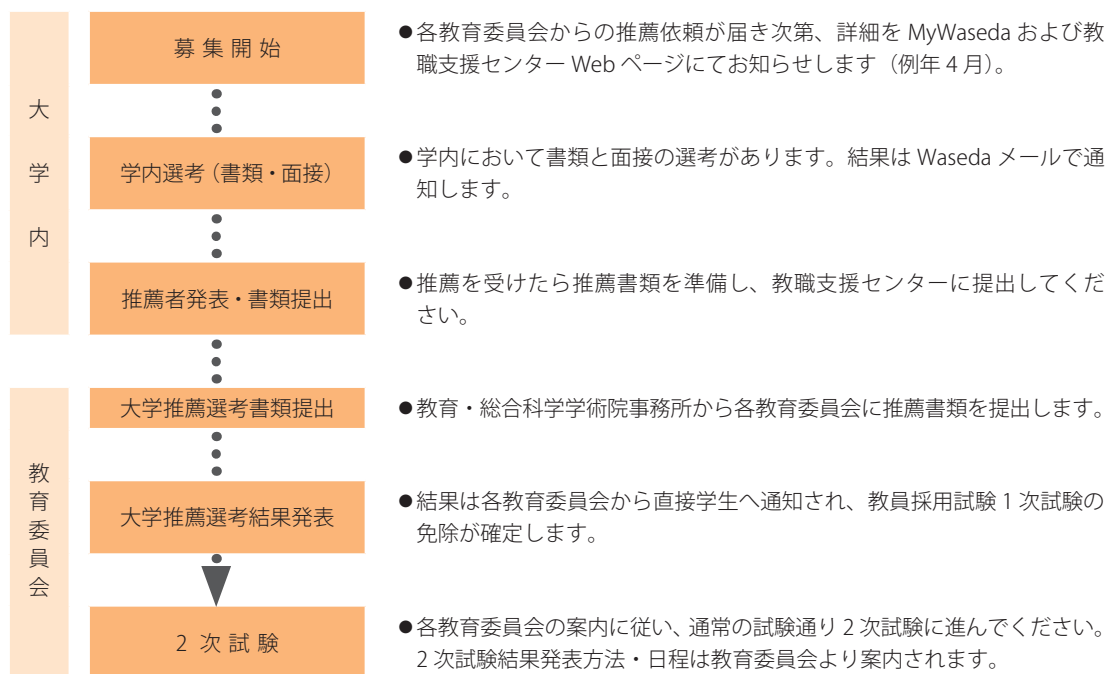 大学内
募集開始
●各教育委員会からの推薦依頼が届き次第、詳細を MyWaseda および教
職支援センター Web ページにてお知らせします（例年 4 月）。
学内選考（書類・面接）
●学内において書類と面接の選考があります。結果は Waseda メールで通
知します。
推薦者発表・書類提出
●推薦を受けたら推薦書類を準備し、教職支援センターに提出してくだ
さい。
教育委員会
大学推薦選考書類提出
●教育・総合科学学術院事務所から各教育委員会に推薦書類を提出します。
大学推薦選考結果発表
●結果は各教育委員会から直接学生へ通知され、教員採用試験 1 次試験の
免除が確定します。
2 次試験
●各教育委員会の案内に従い、通常の試験通り 2 次試験に進んでください。
2 次試験結果発表方法・日程は教育委員会より案内されます。